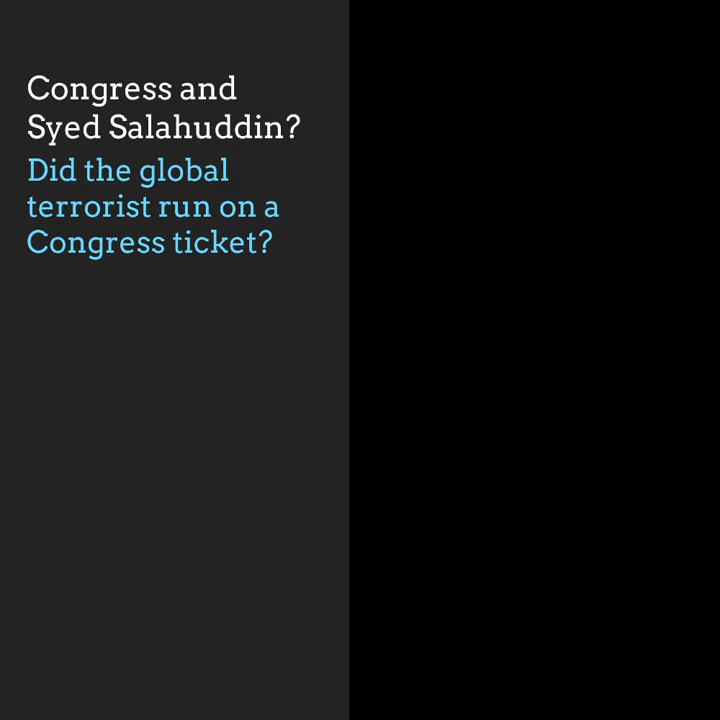 Congress and
Syed Salahuddin?
Did the global
terrorist run on a
Congress ticket?